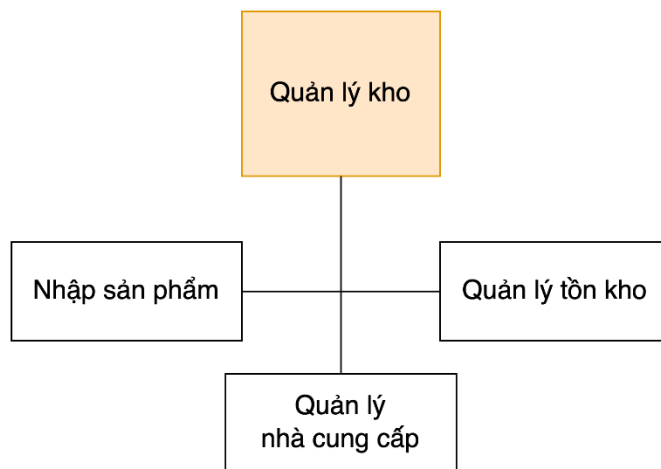 Quản lý kho
Nhập sản phẩm
Quản lý tồn kho
Quản lý
nhà cung cấp